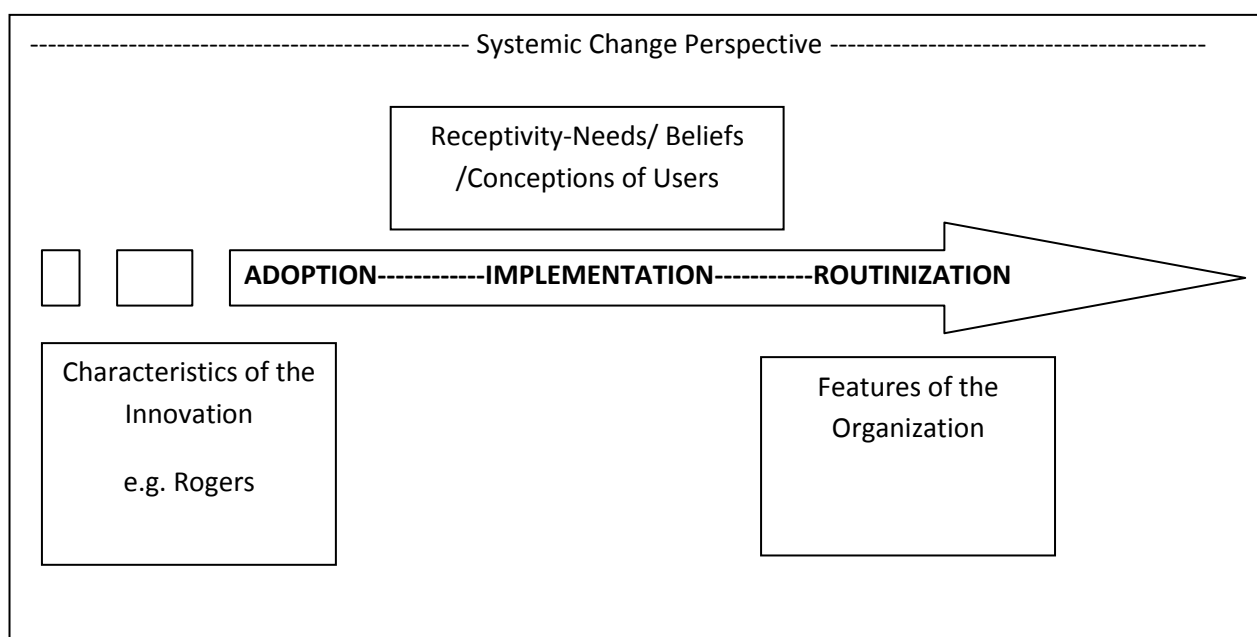 ------------------------------------------------- Systemic Change Perspective ------------------------------------------
Receptivity-Needs/ Beliefs
/Conceptions of Users
ADOPTION------------IMPLEMENTATION-----------ROUTINIZATION
Characteristics of the
Innovation
e.g. Rogers
Features of the
Organization